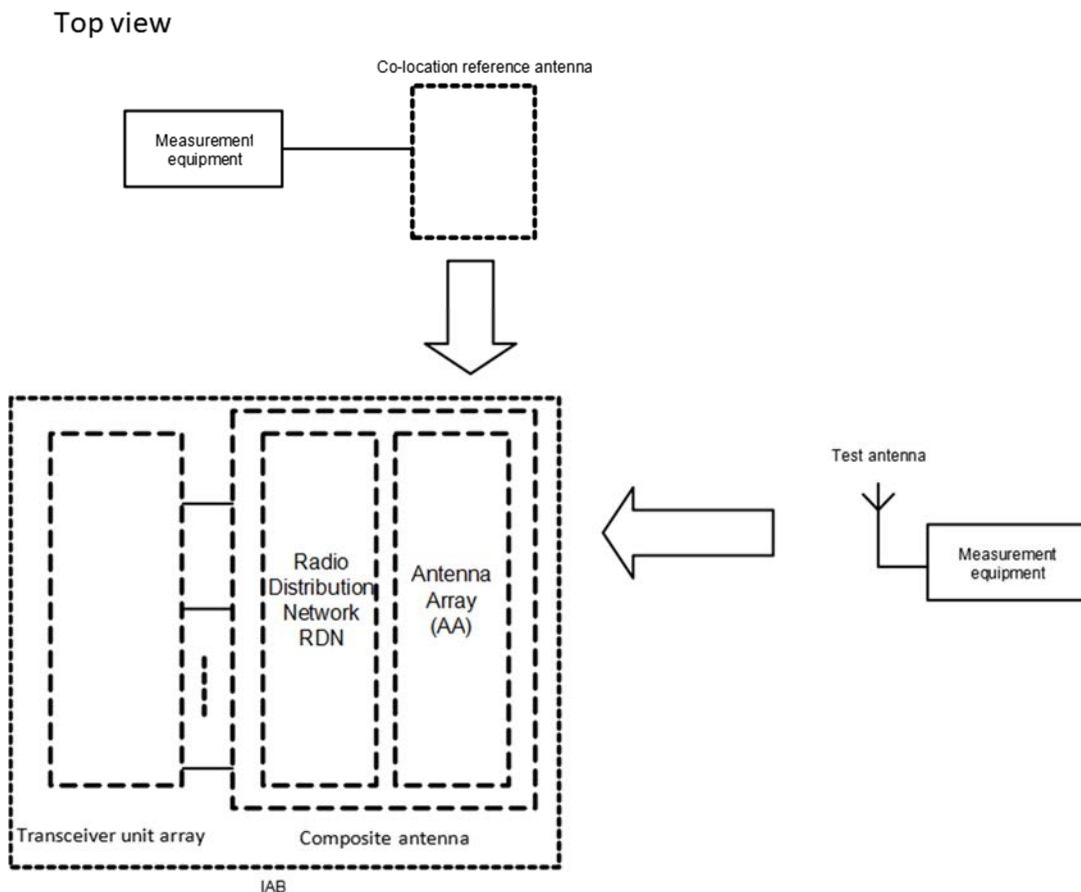 Top view
Co-location reference antenna
Measurement
equipment
Test antenna
Measurement
equipment
Radio
Distribution
Network
RDN
Antenna
Array
(AA)
Transceiver unit array
Composite antenna
IAB